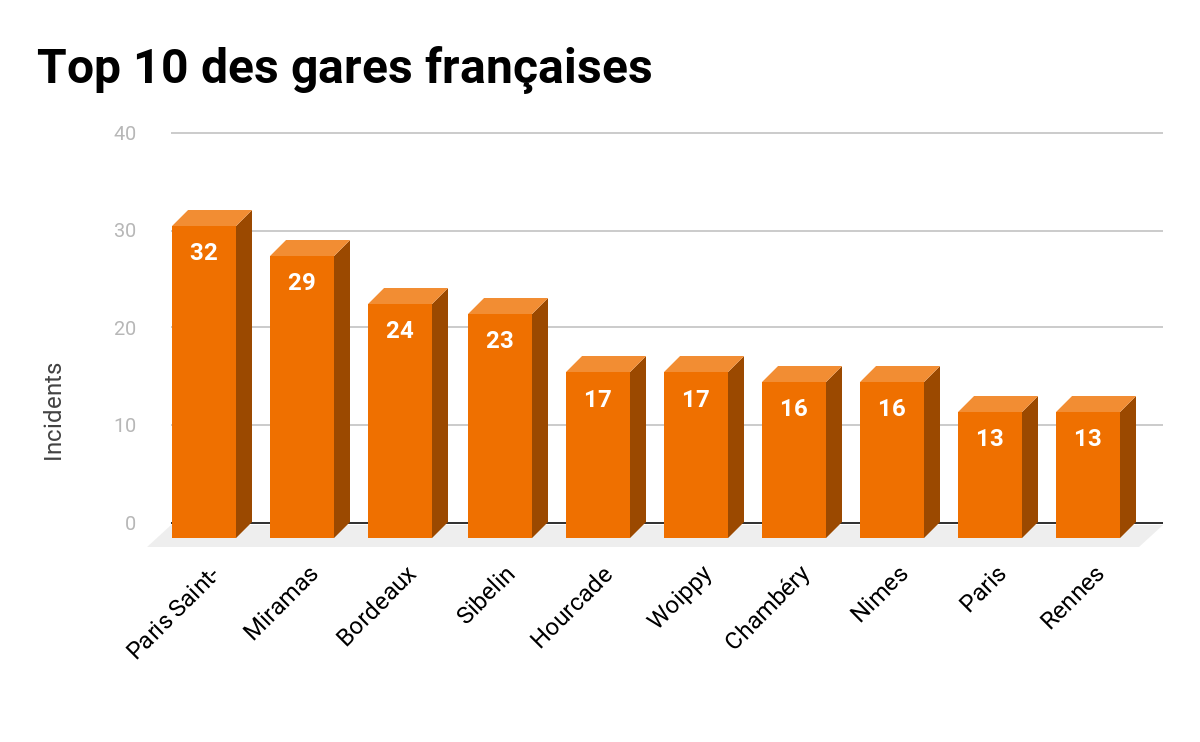 Top 10 des gares françaises
40
30
20
10
0
Incidents
32
29
24
23
17
17
16
16
13
13
Paris Saint-
Miramas
Bordeaux
Sibelin
Hourcade
Woippy
Chambéry
Nimes
Paris
Rennes